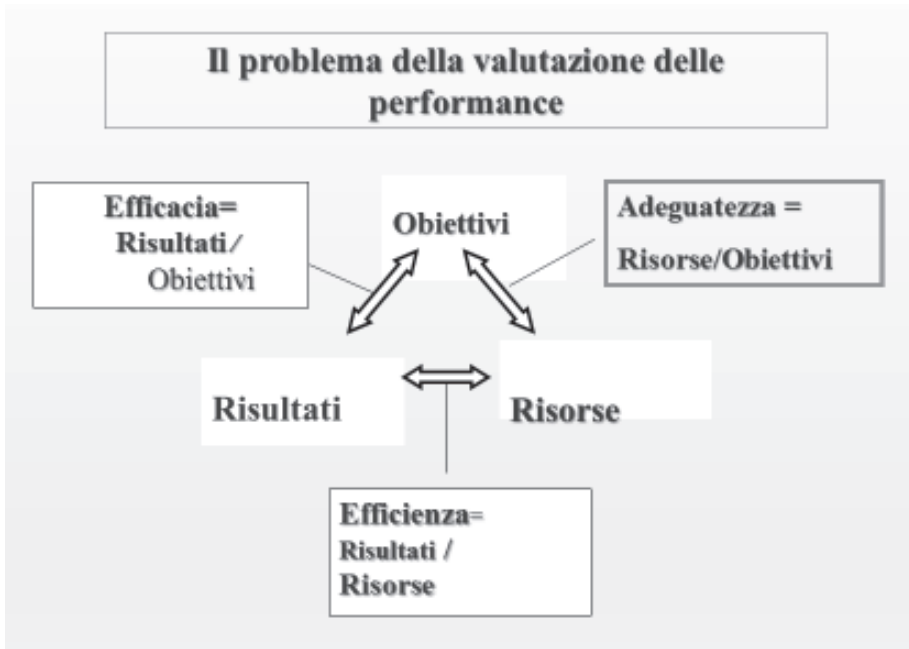 Il problema della valutazione delle
performance
Efficacia=
Risultati/
Obiettivi
Obiettivi
Adeguatezza =
Risorse/Obiettivi
Risultati
Risorse
Efficienza=
Risultati /
Risorse